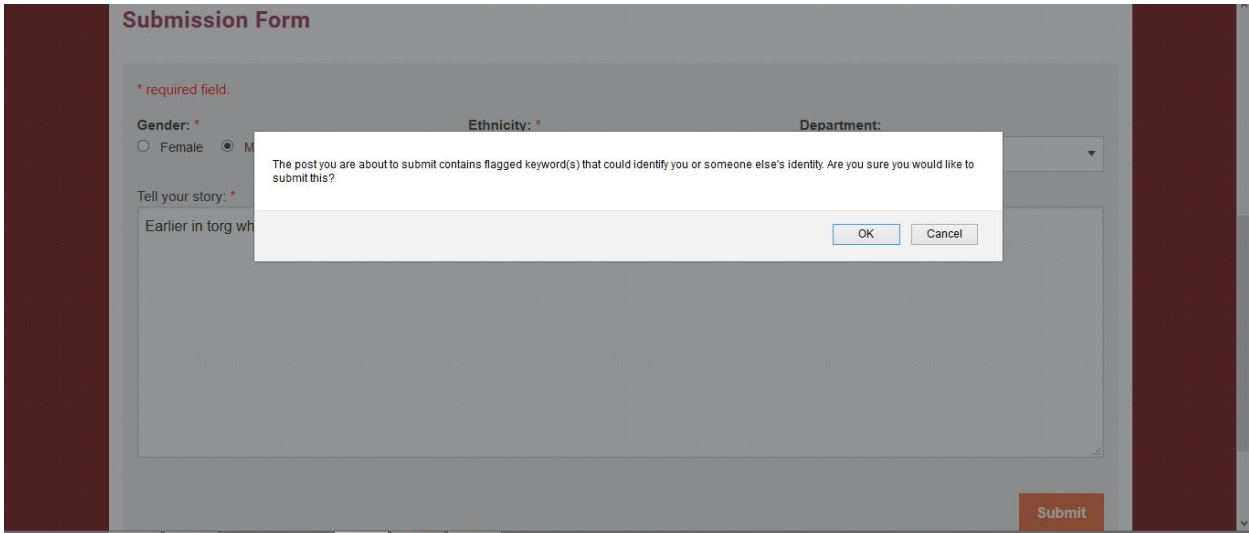 Submission Form
* required field.
Gender: * Ethnicity: * Department:
Female M
The post you are about to submit contains flagged keyword(s) that could identify you or someone else's identity. Are you sure you would like to
submit this?
Tell your story: *
Earlier in torg wh
OK Cancel
Submit